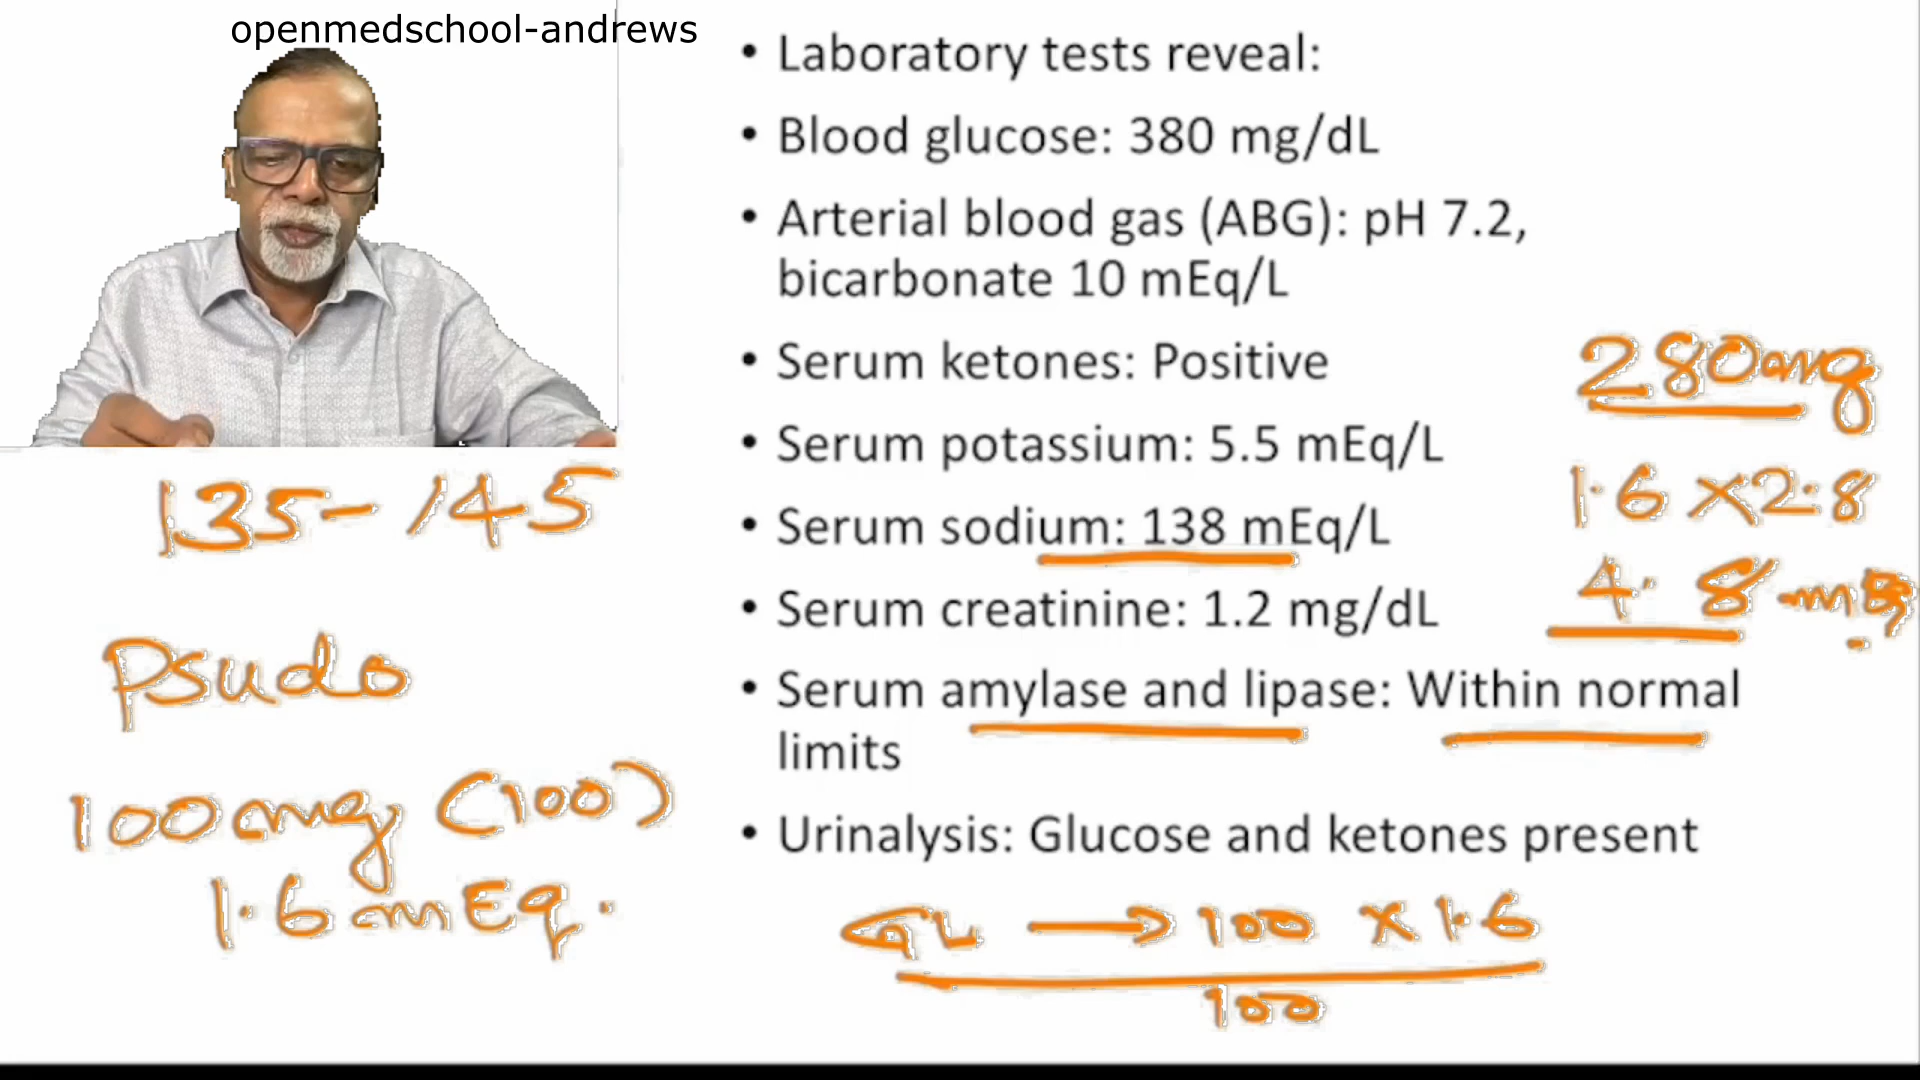 openmedschool-andrews
• Laboratory tests reveal:
• Blood glucose: 380 mg/dL
• Arterial blood gas (ABG): pH 7.2,
bicarbonate 10 mEq/L
• Serum ketones: Positive
• Serum potassium: 5.5 mEq/L
• Serum sodium: 138 mEq/L
• Serum creatinine: 1.2 mg/dL
• Serum amylase and lipase: Within normal
limits
• Urinalysis: Glucose and ketones present
280mg
1.6 x 2.8
4.8
135-145
Psudo
100mg (100)
1.6 mEq.
→ 100 x 1.6
100